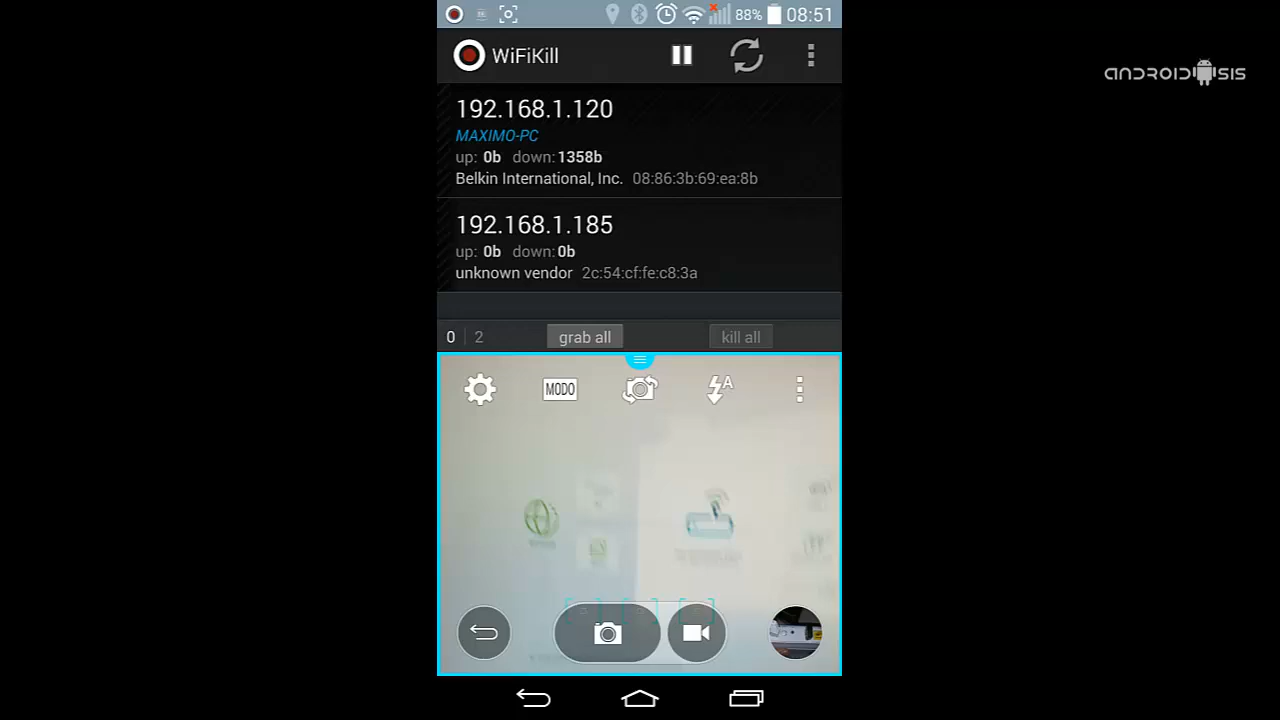 88% 08:51
WiFiKill
ANDROIDSIS
192.168.1.120
MAXIMO-PC
up: 0b down: 1358b
Belkin International, Inc. 08:86:3b:69:ea:8b
192.168.1.185
up: 0b down: 0b
unknown vendor 2c:54:cf:fe:c8:3a
0 2 grab all kill all
MODO
A